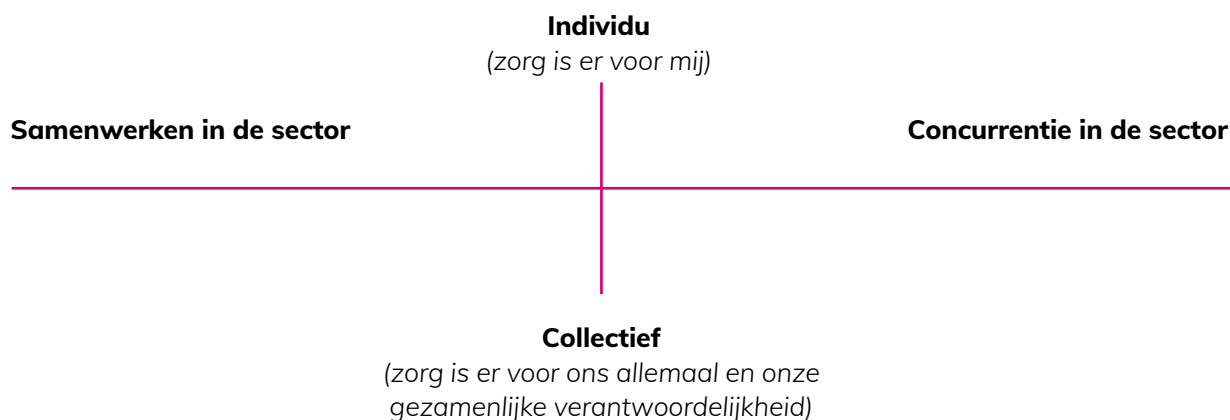 Individu
(zorg is er voor mij)
Samenwerken in de sector
Concurrentie in de sector
Collectief
(zorg is er voor ons allemaal en onze
gezamenlijke verantwoordelijkheid)